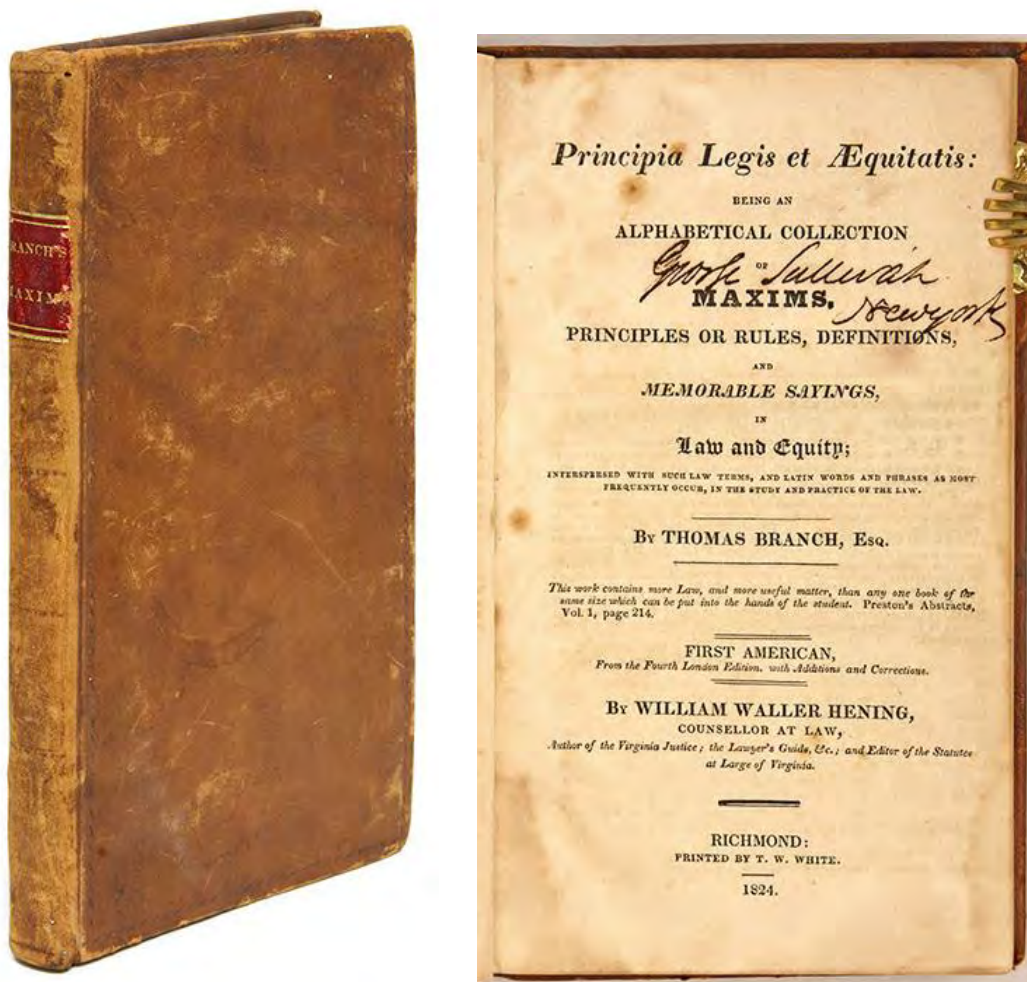 RANCH'S
MAXIM
Principia Legis et Æquitatis:
BEING AN
ALPHABETICAL COLLECTION
OF
George Sullivan
MAXIMS,
Newyork
PRINCIPLES OR RULES, DEFINITIONS,
AND
MEMORABLE SAYINGS,
IN
Law and Equity;
INTERSPERSED WITH SUCH LAW TERMS, AND LATIN WORDS AND PHRASES AS MOST
FREQUENTLY OCCUR, IN THE STUDY AND PRACTICE OF THE LAW.
By THOMAS BRANCH, Esq.
This work contains more Law, and more useful matter, than any one book of the
same size which can be put into the hands of the student. Preston's Abstracts,
Vol. 1, page 214.
FIRST AMERICAN,
From the Fourth London Edition. with Additions and Corrections.
By WILLIAM WALLER HENING,
COUNSELLOR AT LAW,
Author of the Virginia Justice; the Lawyer's Guide, &c.; and Editor of the Statutes
at Large of Virginia.
RICHMOND:
PRINTED BY T. W. WHITE.
1824.